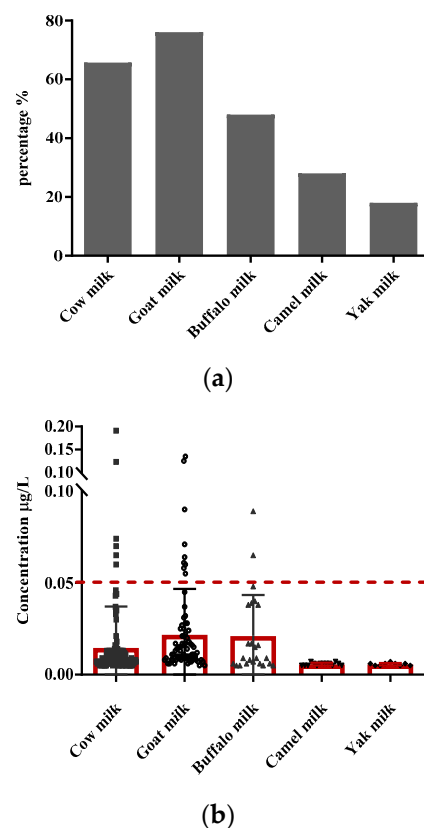 percentage %
80
60
40
20
0
Cow milk
Goat milk
Buffalo milk
Camel milk
Yak milk
(a)
Concentration µg/L
0.20
0.15
0.10
0.10
0.05
0.00
Cow milk
Goat milk
Buffalo milk
Camel milk
Yak milk
(b)